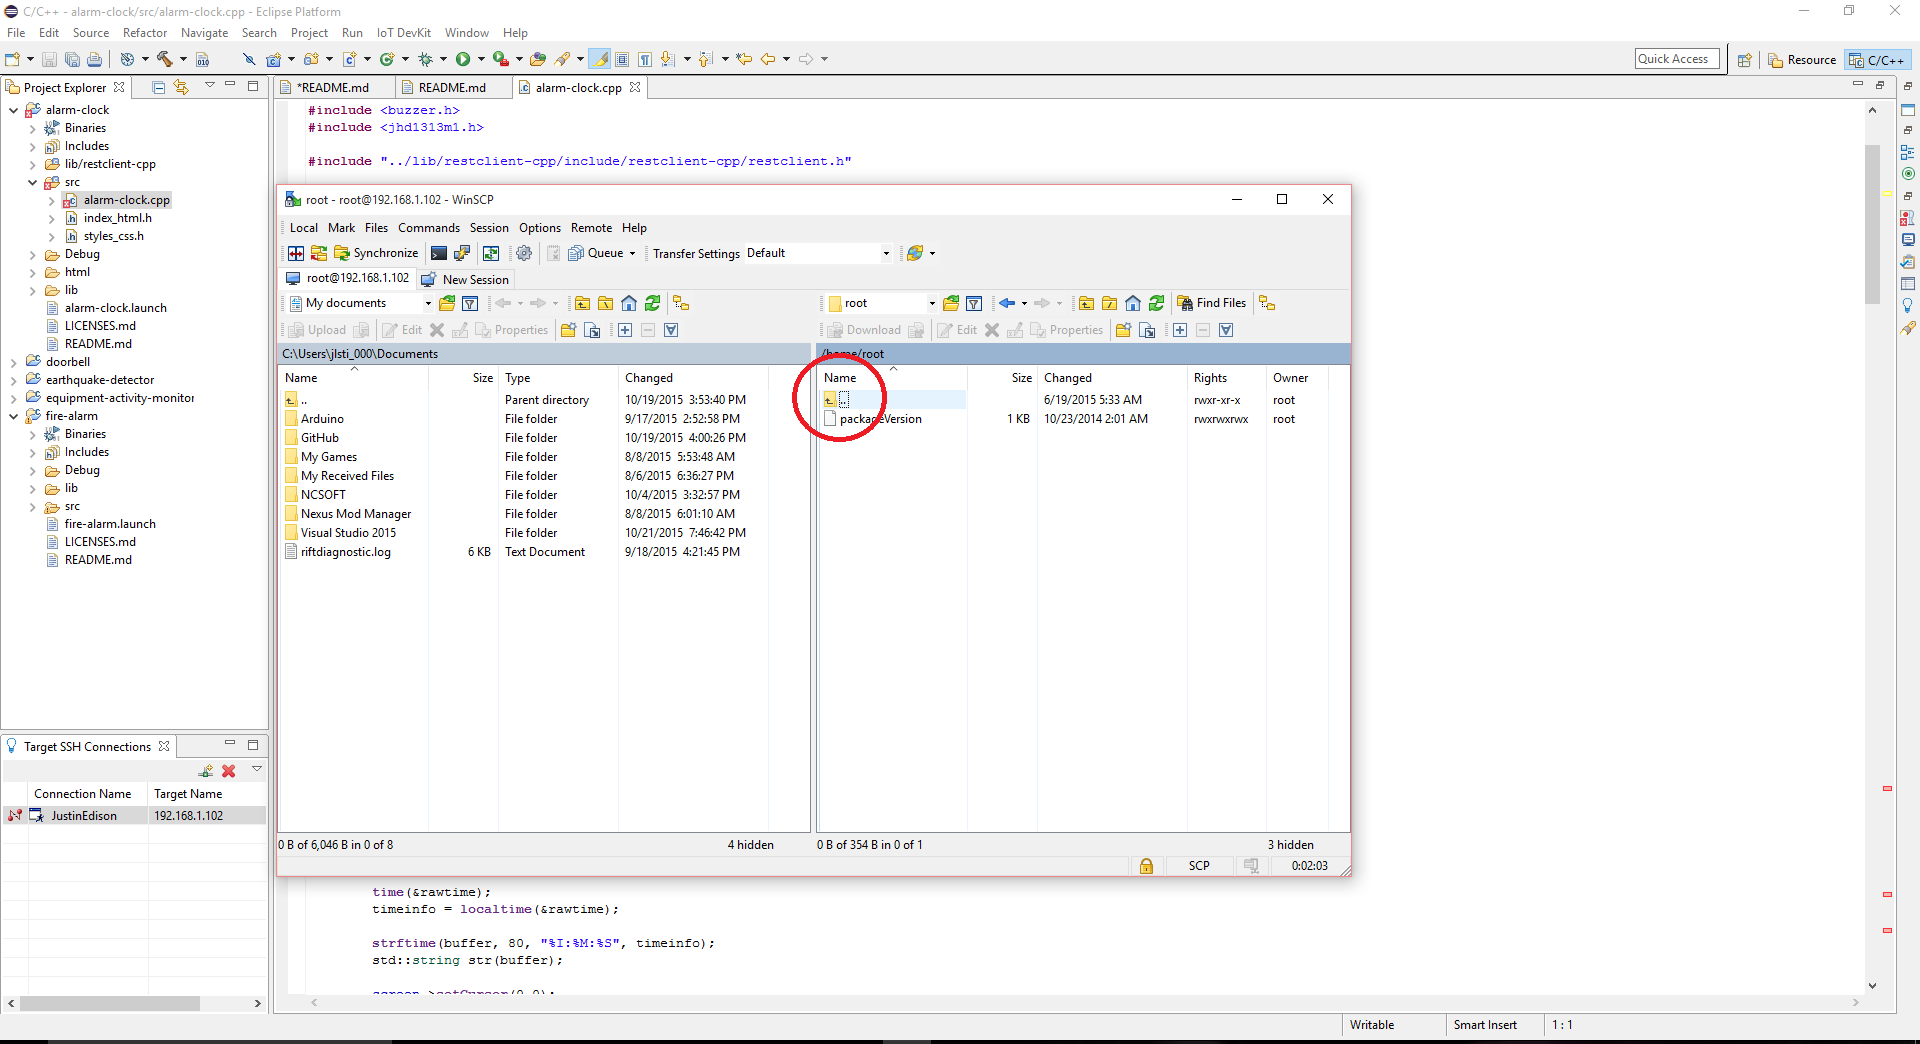 C/C++ - alarm-clock/src/alarm-clock.cpp - Eclipse Platform
File Edit Source Refactor Navigate Search Project Run IoT DevKit Window Help
Quick Access Resource C/C++
Project Explorer
*README.md README.md alarm-clock.cpp
alarm-clock
Binaries
Includes
lib/restclient-cpp
src
alarm-clock.cpp
index_html.h
styles_css.h
Debug
html
lib
alarm-clock.launch
LICENSES.md
README.md
doorbell
earthquake-detector
equipment-activity-monitor
fire-alarm
Binaries
Includes
Debug
lib
src
fire-alarm.launch
LICENSES.md
README.md
#include <buzzer.h>
#include <jhd1313m1.h>
#include "../lib/restclient-cpp/include/restclient-cpp/restclient.h"
root - root@192.168.1.102 - WinSCP
Local Mark Files Commands Session Options Remote Help
Synchronize Queue Transfer Settings Default
root@192.168.1.102 New Session
My documents root Find Files
Upload Edit Properties Download Edit Properties
C:\Users\jlsti_000\Documents
/home/root
Name Size Type Changed
.. Parent directory 10/19/2015 3:53:40 PM
Arduino File folder 9/17/2015 2:52:58 PM
GitHub File folder 10/19/2015 4:00:26 PM
My Games File folder 8/8/2015 5:53:48 AM
My Received Files File folder 8/6/2015 6:36:27 PM
NCSOFT File folder 10/4/2015 3:32:57 PM
Nexus Mod Manager File folder 8/8/2015 6:01:10 AM
Visual Studio 2015 File folder 10/21/2015 7:46:42 PM
riftdiagnostic.log 6 KB Text Document 9/18/2015 4:21:45 PM
Name Size Changed Rights Owner
.. 6/19/2015 5:33 AM rwxr-xr-x root
packageVersion 1 KB 10/23/2014 2:01 AM rwxrwxrwx root
0 B of 6,046 B in 0 of 8 4 hidden
0 B of 354 B in 0 of 1 3 hidden
SCP 0:02:03
time(&rawtime);
timeinfo = localtime(&rawtime);
strftime(buffer, 80, "%I:%M:%S", timeinfo);
std::string str(buffer);
screen->setCursor(0,0);
Target SSH Connections
Connection Name Target Name
JustinEdison 192.168.1.102
Writable Smart Insert 1 : 1